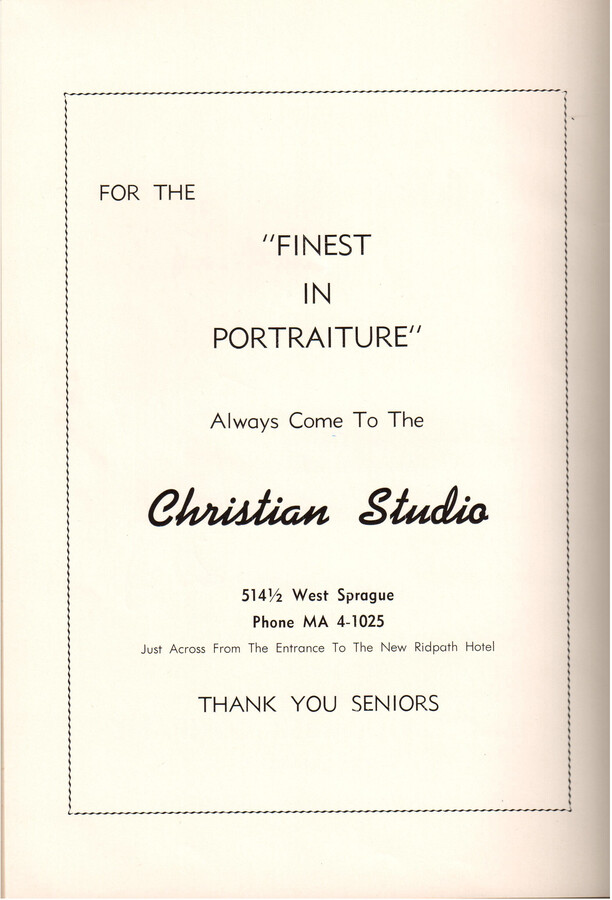 FOR THE
"FINEST
IN
PORTRAITURE"
Always Come To The
Christian Studio
514½ West Sprague
Phone MA 4-1025
Just Across From The Entrance To The New Ridpath Hotel
THANK YOU SENIORS